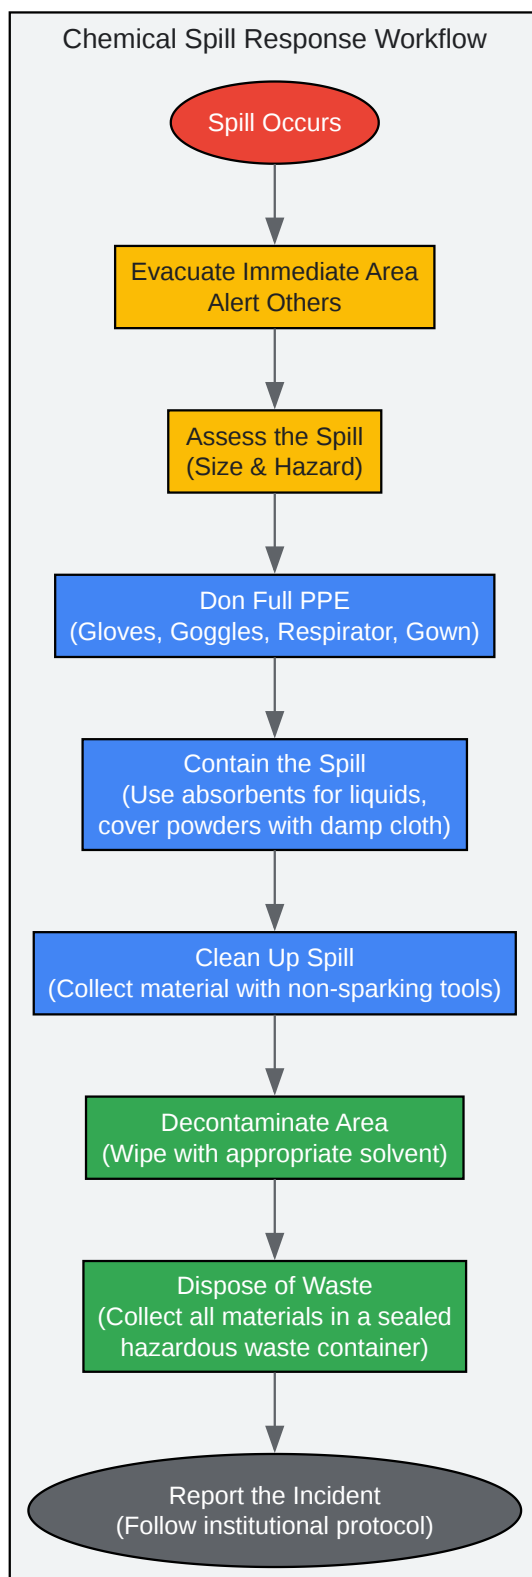 Chemical Spill Response Workflow
Spill Occurs
Evacuate Immediate Area
Alert Others
Assess the Spill
(Size & Hazard)
Don Full PPE
(Gloves, Goggles, Respirator, Gown)
Contain the Spill
(Use absorbents for liquids,
cover powders with damp cloth)
Clean Up Spill
(Collect material with non-sparking tools)
Decontaminate Area
(Wipe with appropriate solvent)
Dispose of Waste
(Collect all materials in a sealed
hazardous waste container)
Report the Incident
(Follow institutional protocol)